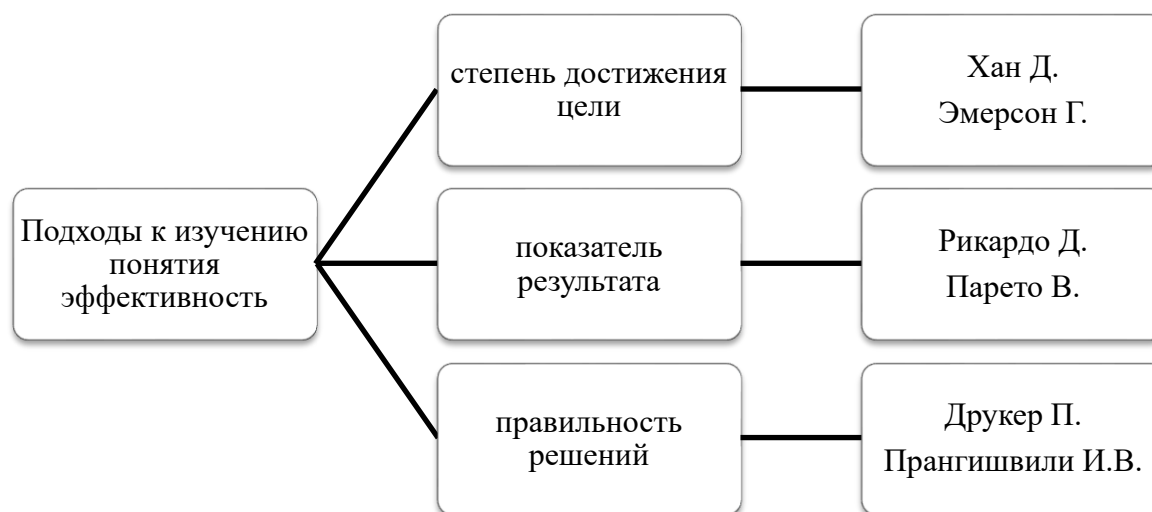 Подходы к изучению
понятия
эффективность
степень достижения
цели
Хан Д.
Эмерсон Г.
показатель
результата
Рикардо Д.
Парето В.
правильность
решений
Друкер П.
Прангишвили И.В.